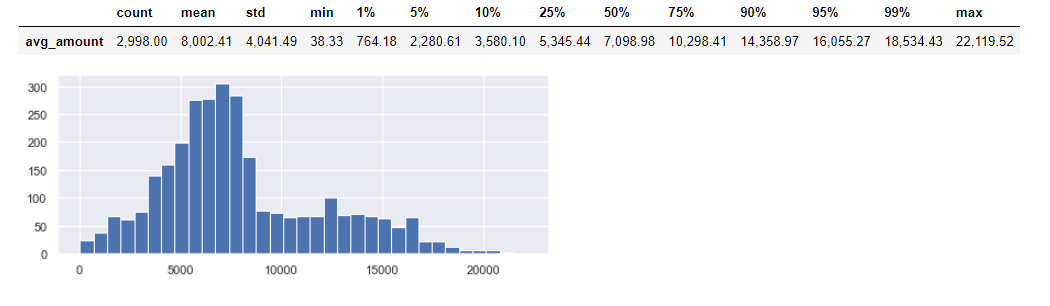 count mean std min 1% 5% 10% 25% 50% 75% 90% 95% 99% max
avg_amount 2,998.00 8,002.41 4,041.49 38.33 764.18 2,280.61 3,580.10 5,345.44 7,098.98 10,298.41 14,358.97 16,055.27 18,534.43 22,119.52
300
250
200
150
100
50
0
0 5000 10000 15000 20000